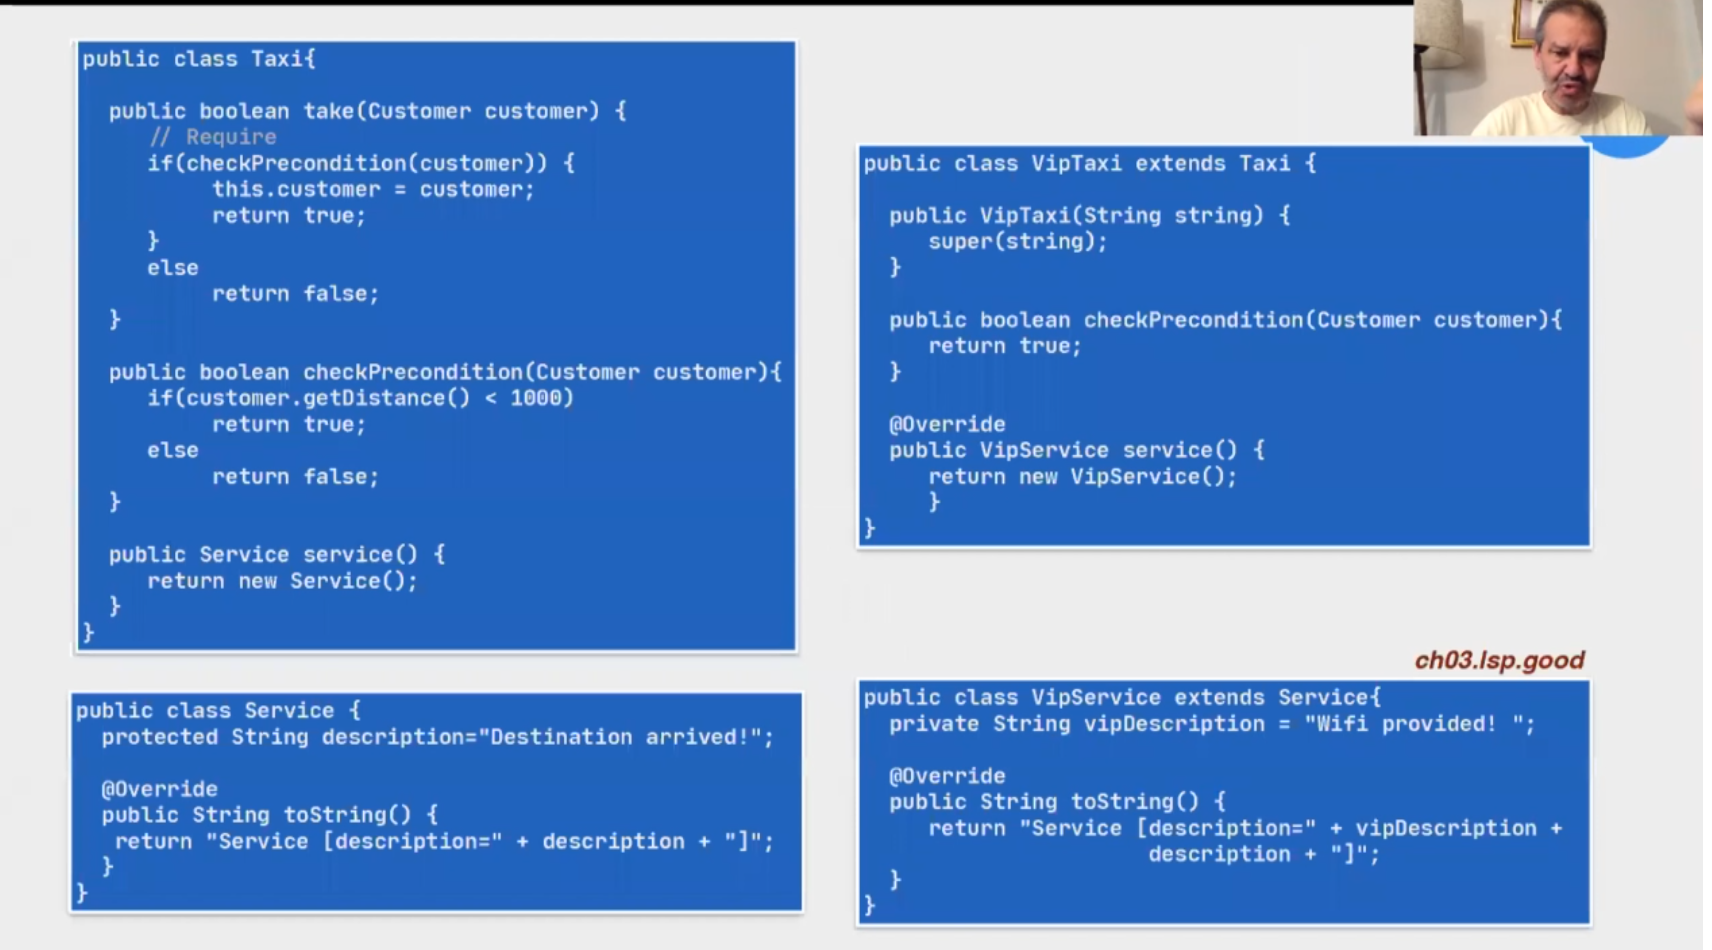 public class Taxi{
public boolean take(Customer customer) {
// Require
if(checkPrecondition(customer)) {
this.customer = customer;
return true;
}
else
return false;
}
public boolean checkPrecondition(Customer customer){
if(customer.getDistance() < 1000)
return true;
else
return false;
}
public Service service() {
return new Service();
}
}
public class VipTaxi extends Taxi {
public VipTaxi(String string) {
super(string);
}
public boolean checkPrecondition(Customer customer){
return true;
}
@Override
public VipService service() {
return new VipService();
}
}
public class Service {
protected String description="Destination arrived!";
@Override
public String toString() {
return "Service [description=" + description + "]";
}
}
ch03.lsp.good
public class VipService extends Service{
private String vipDescription = "Wifi provided! ";
@Override
public String toString() {
return "Service [description=" + vipDescription +
description + "]";
}
}